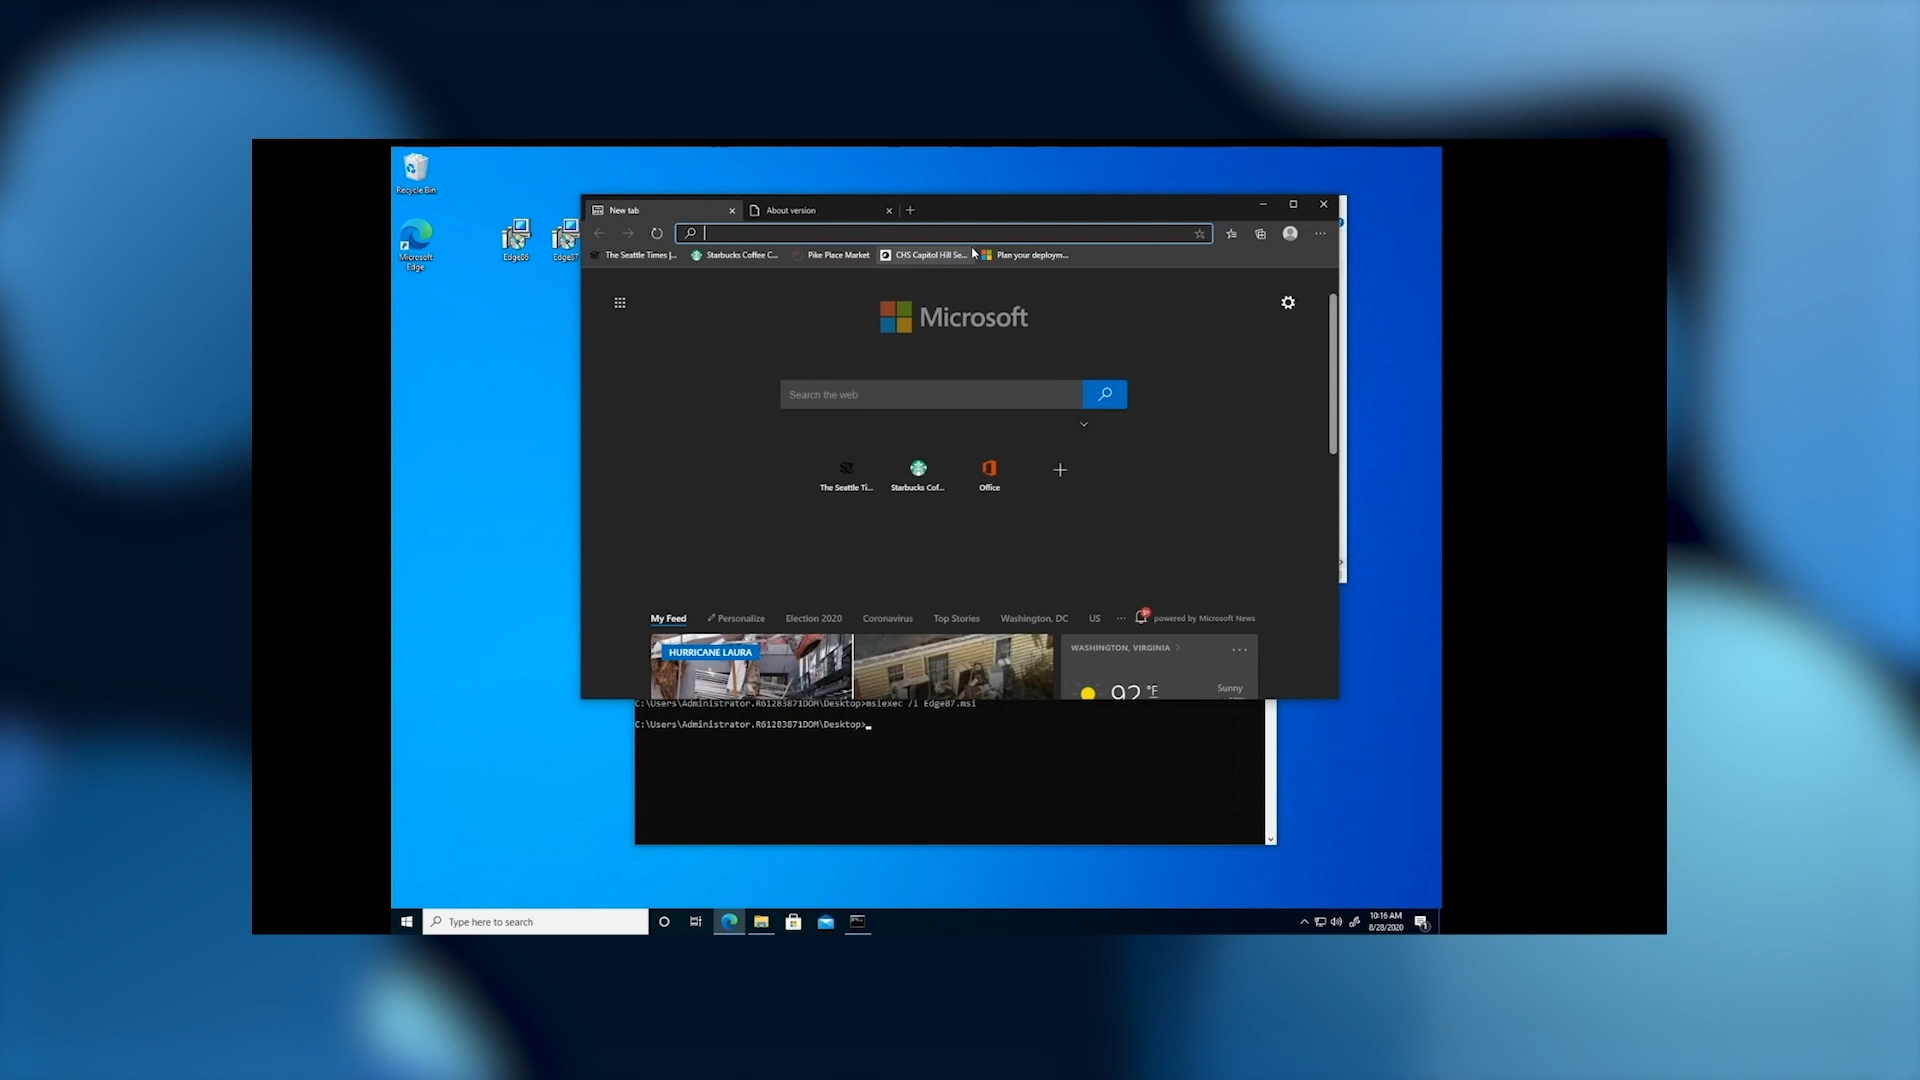 Recycle Bin
Microsoft
Edge
Edge86
Edge87
New tab
About version
The Seattle Times |...
Starbucks Coffee C...
Pike Place Market
CHS Capitol Hill Se...
Plan your deploym...
Microsoft
Search the web
The Seattle Ti...
Starbucks Cof...
Office
My Feed
Personalize
Election 2020
Coronavirus
Top Stories
Washington, DC
US
powered by Microsoft News
HURRICANE LAURA
WASHINGTON, VIRGINIA
92 °F
Sunny
C:\Users\Administrator.R61283871DOM\Desktop>msiexec /i Edge87.msi
C:\Users\Administrator.R61283871DOM\Desktop>
Type here to search
10:16 AM
8/28/2020